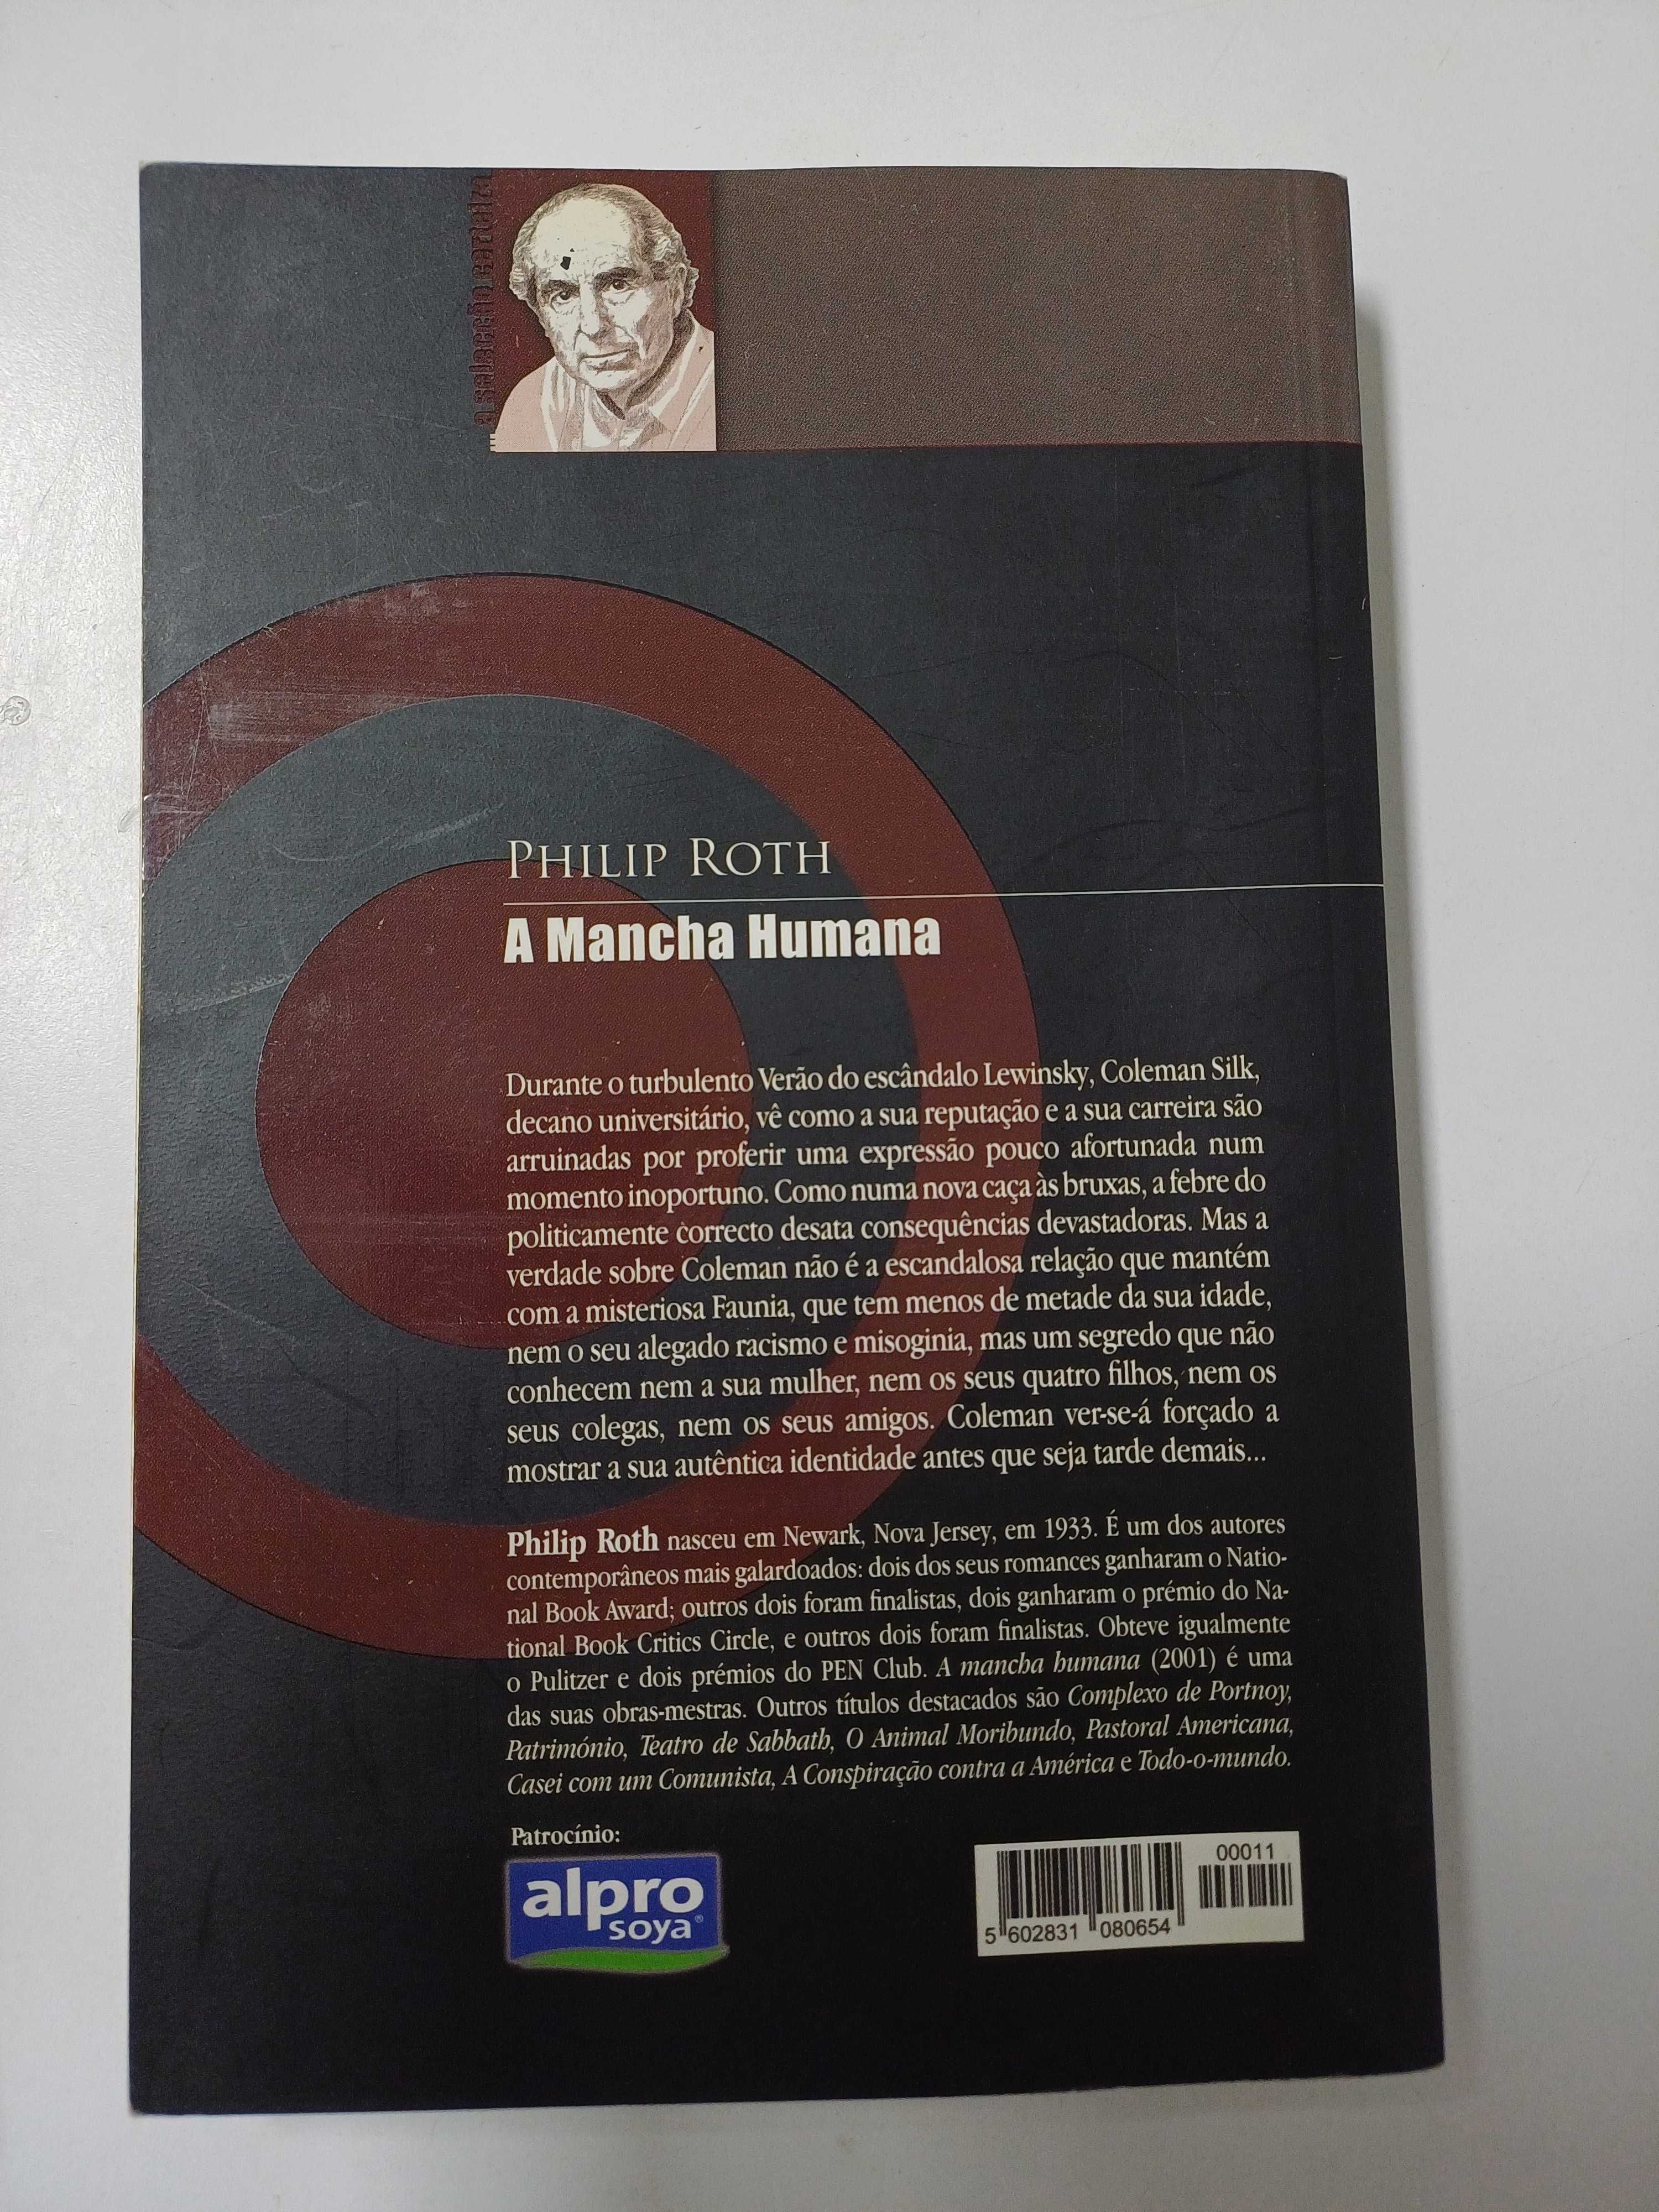 PHILIP ROTH
A Mancha Humana
Durante o turbulento Verão do escândalo Lewinsky, Coleman Silk,
decano universitário, vê como a sua reputação e a sua carreira são
arruinadas por proferir uma expressão pouco afortunada num
momento inoportuno. Como numa nova caça às bruxas, a febre do
politicamente correcto desata consequências devastadoras. Mas a
verdade sobre Coleman não é a escandalosa relação que mantém
com a misteriosa Faunia, que tem menos de metade da sua idade,
nem o seu alegado racismo e misoginia, mas um segredo que não
conhecem nem a sua mulher, nem os seus quatro filhos, nem os
seus colegas, nem os seus amigos. Coleman ver-se-á forçado a
mostrar a sua autêntica identidade antes que seja tarde demais...
Philip Roth nasceu em Newark, Nova Jersey, em 1933. É um dos autores
contemporâneos mais galardoados: dois dos seus romances ganharam o Natio-
nal Book Award; outros dois foram finalistas, dois ganharam o prémio do Na-
tional Book Critics Circle, e outros dois foram finalistas. Obteve igualmente
o Pulitzer e dois prémios do PEN Club. A mancha humana (2001) é uma
das suas obras-mestras. Outros títulos destacados são Complexo de Portnoy,
Património, Teatro de Sabbath, O Animal Moribundo, Pastoral Americana,
Casei com um Comunista, A Conspiração contra a América e Todo-o-mundo.
Patrocínio:
alpro
soya®
00011
5 602831 080654